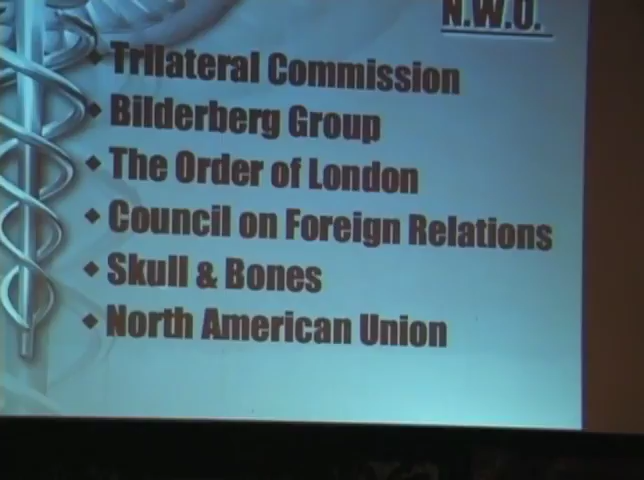 N.W.O.
Trilateral Commission
Bilderberg Group
The Order of London
Council on Foreign Relations
Skull & Bones
North American Union